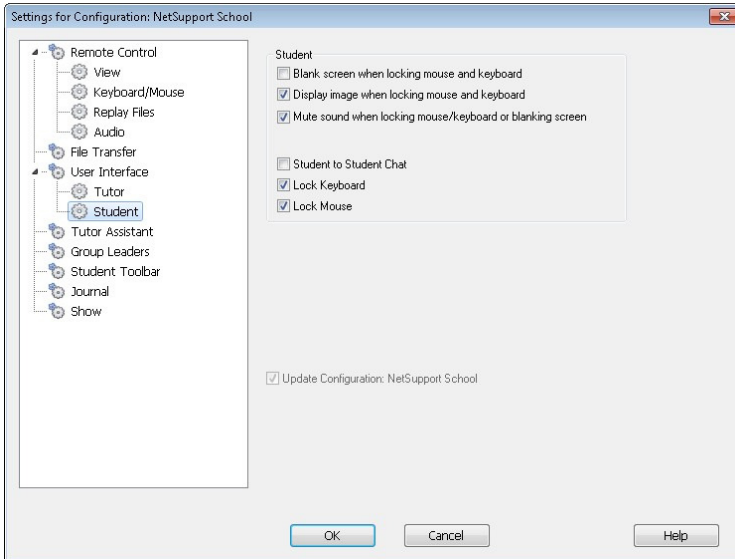 Settings for Configuration: NetSupport School
Remote Control
View
Keyboard/Mouse
Replay Files
Audio
File Transfer
User Interface
Tutor
Student
Tutor Assistant
Group Leaders
Student Toolbar
Journal
Show
Student
Blank screen when locking mouse and keyboard
Display image when locking mouse and keyboard
Mute sound when locking mouse/keyboard or blanking screen
Student to Student Chat
Lock Keyboard
Lock Mouse
Update Configuration: NetSupport School
OK
Cancel
Help